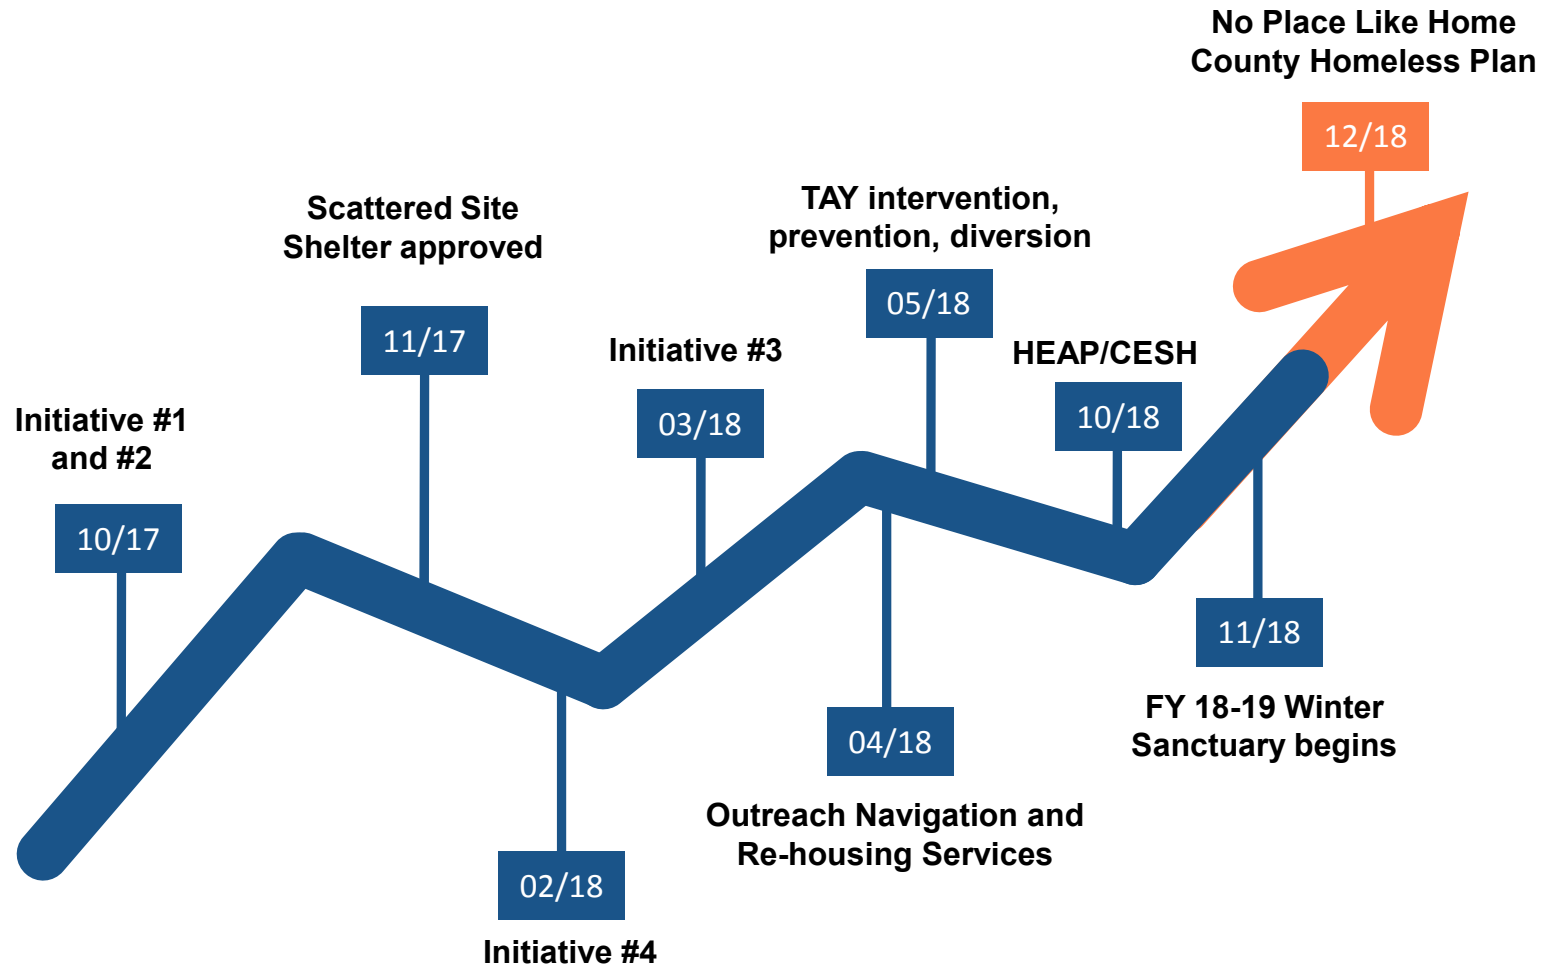 Initiative #1
and #2
10/17
Scattered Site
Shelter approved
11/17
02/18
Initiative #4
Initiative #3
03/18
TAY intervention,
prevention, diversion
05/18
04/18
Outreach Navigation and
Re-housing Services
HEAP/CESH
10/18
11/18
FY 18-19 Winter
Sanctuary begins
No Place Like Home
County Homeless Plan
12/18